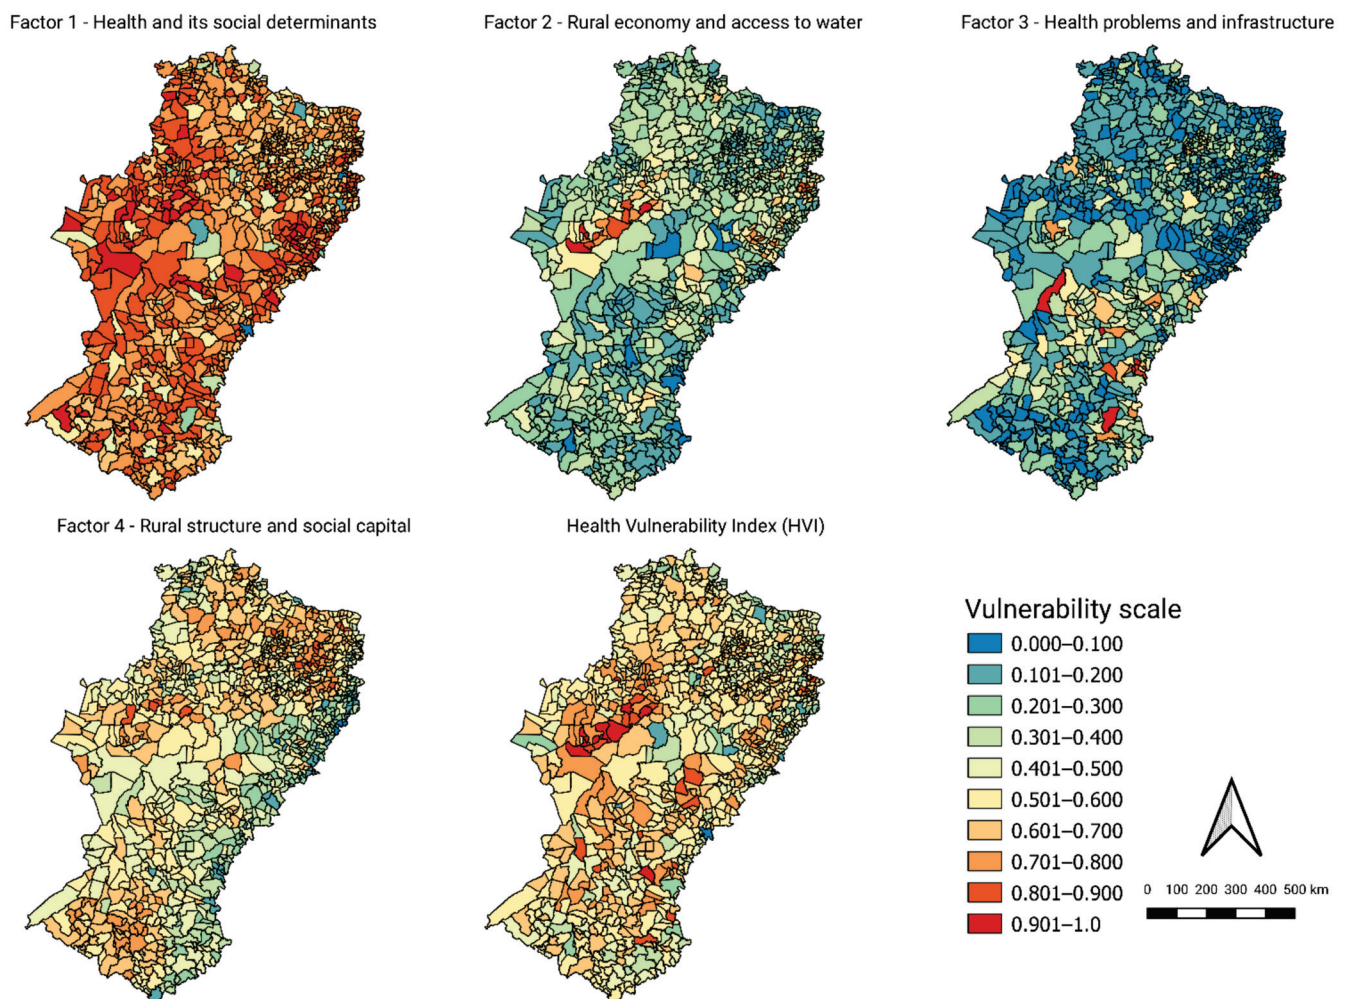 Factor 1 - Health and its social determinants
Factor 2 - Rural economy and access to water
Factor 3 - Health problems and infrastructure
Factor 4 - Rural structure and social capital
Health Vulnerability Index (HVI)
Vulnerability scale
0.000–0.100
0.101–0.200
0.201–0.300
0.301–0.400
0.401–0.500
0.501–0.600
0.601–0.700
0.701–0.800
0.801–0.900
0.901–1.0
0 100 200 300 400 500 km